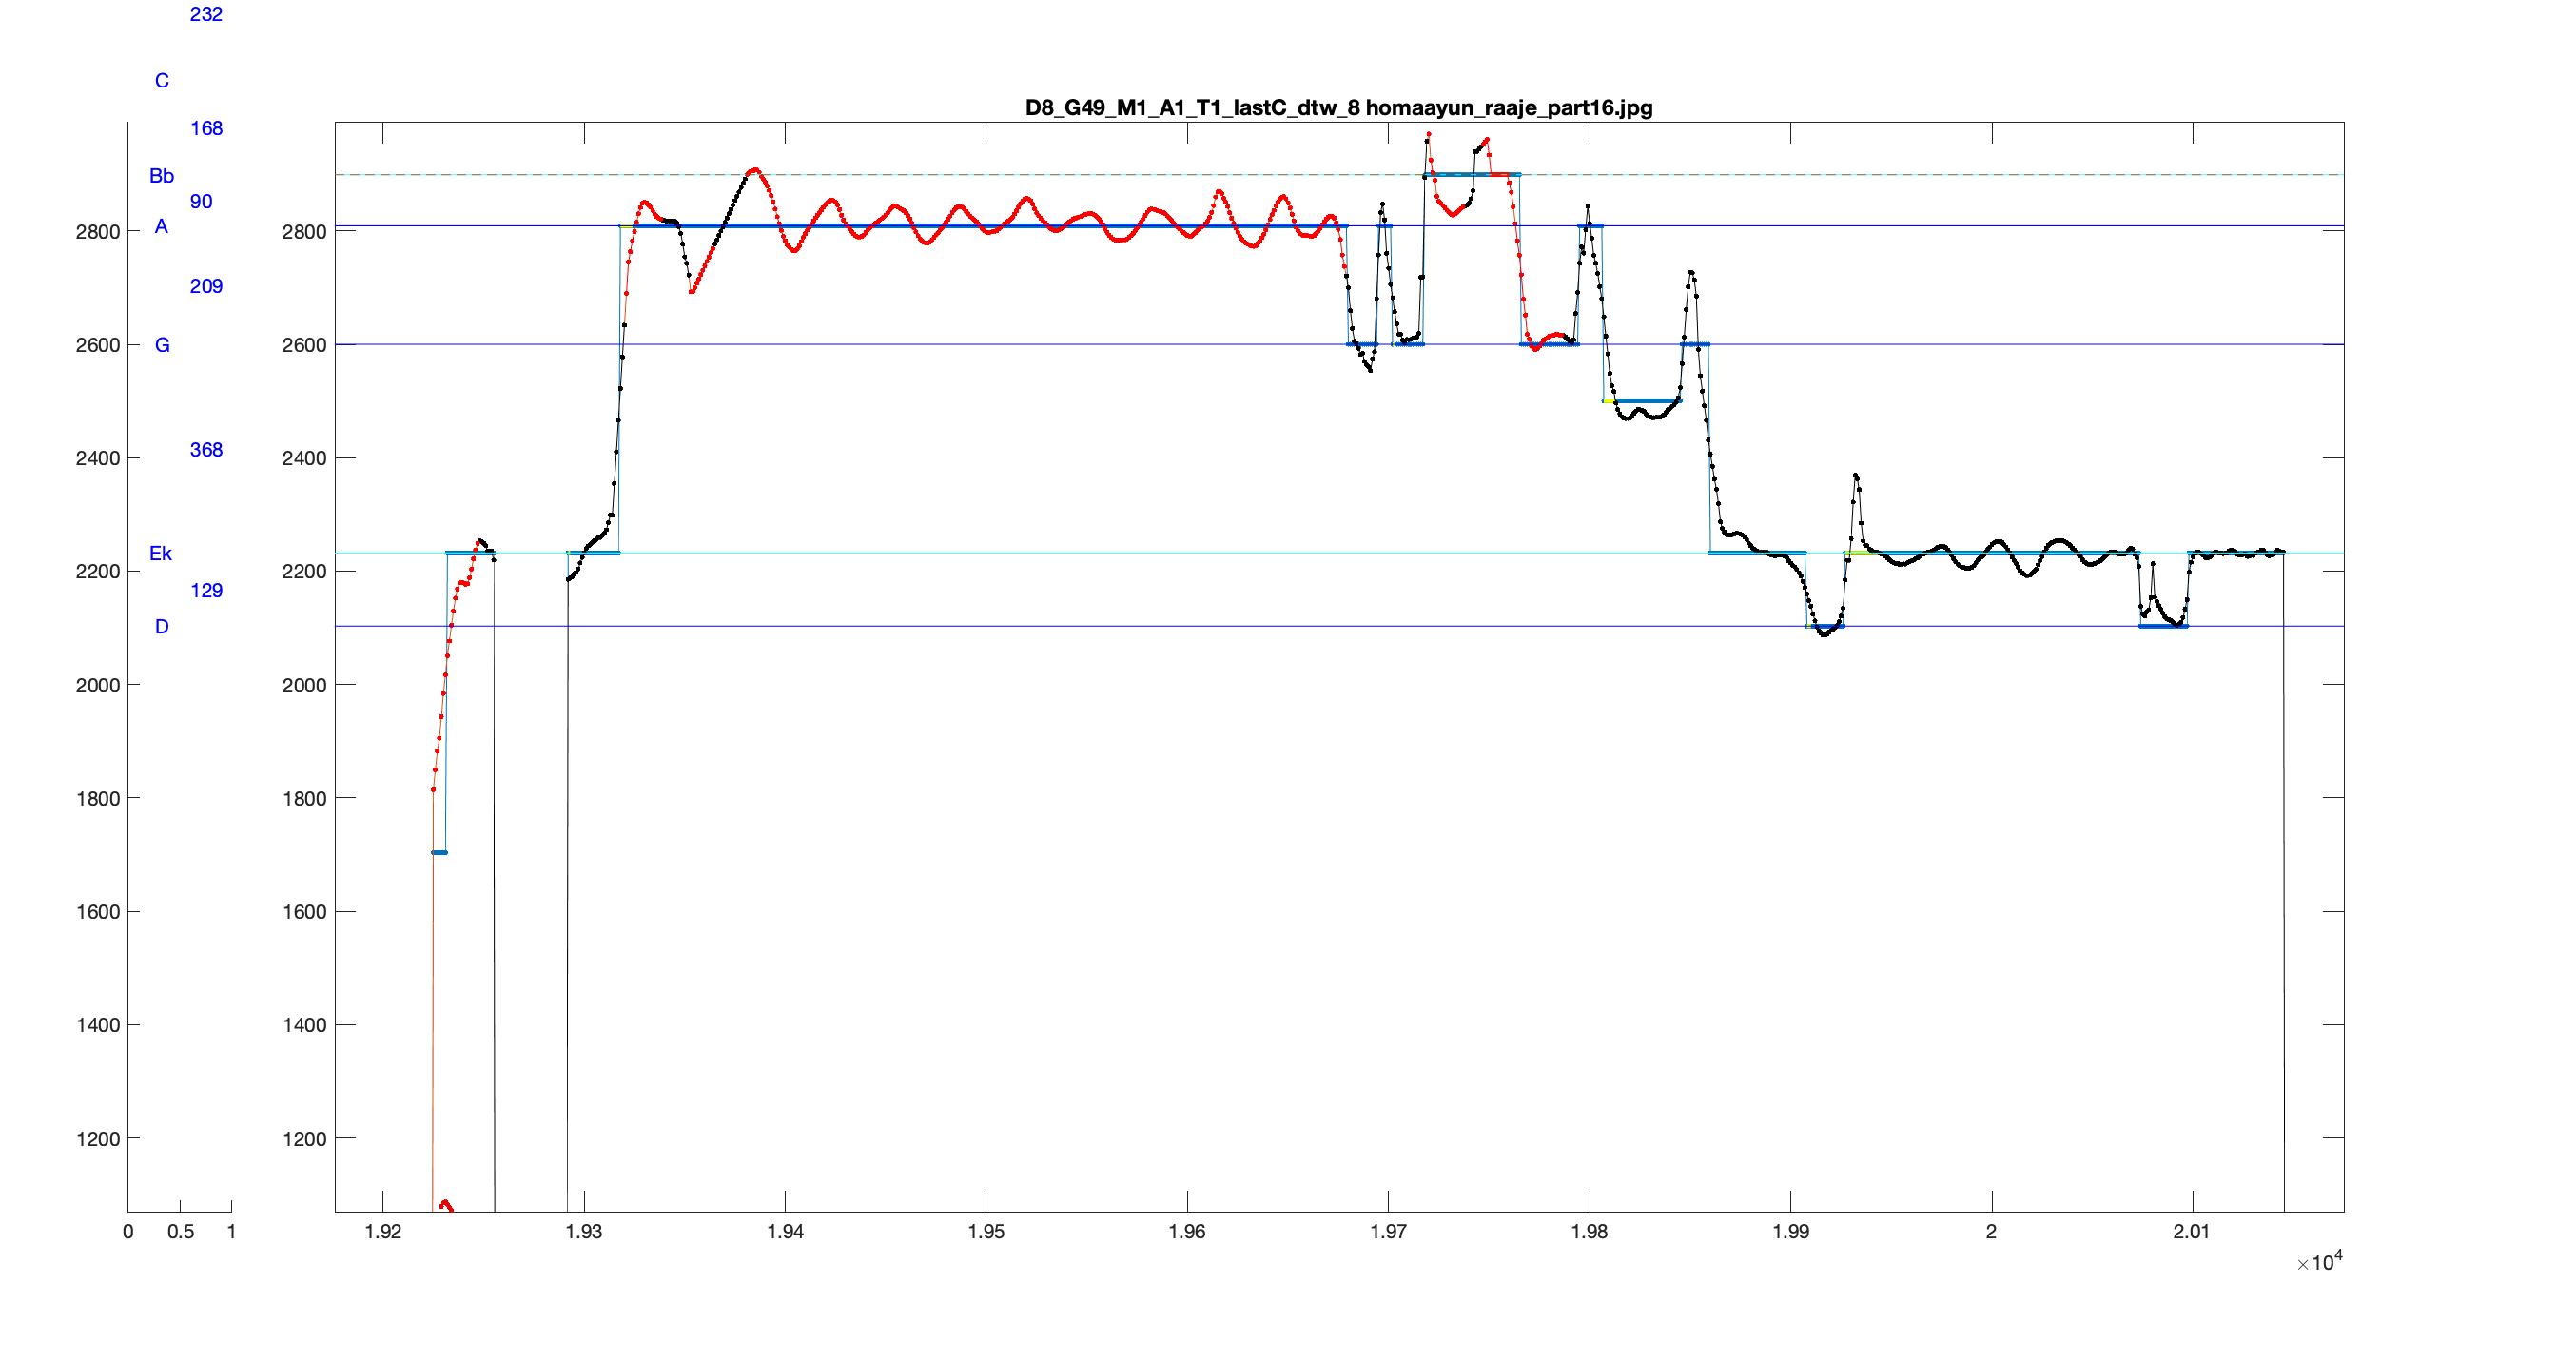 232
C
D8_G49_M1_A1_T1_lastC_dtw_8 homaayun_raaje_part16.jpg
168
Bb
90
2800 A 2800
209
2600 G 2600
368
2400 2400
Ek
2200 2200
129
D
2000 2000
1800 1800
1600 1600
1400 1400
1200 1200
0 0.5 1 1.92 1.93 1.94 1.95 1.96 1.97 1.98 1.99 2 2.01
×10^4